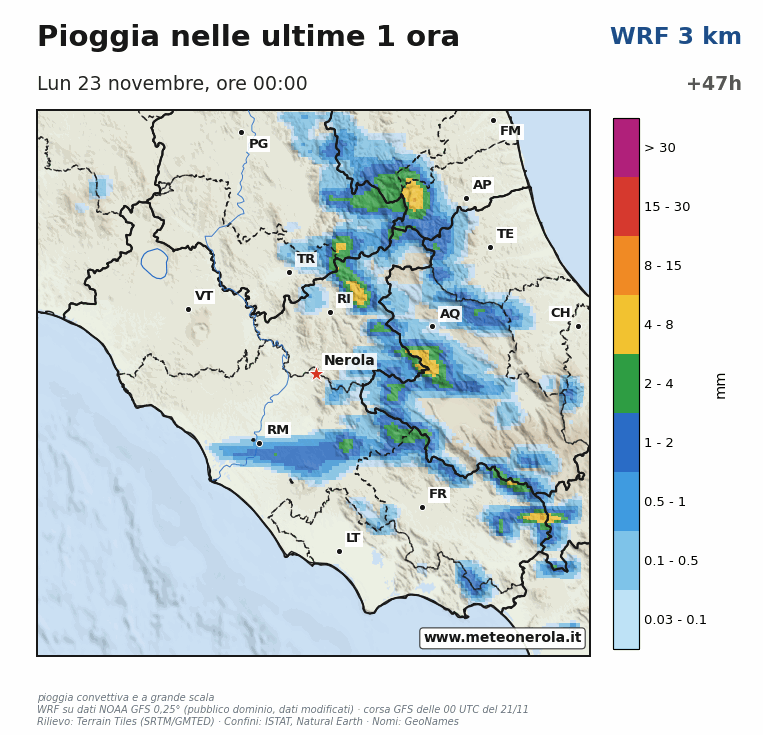 Pioggia nelle ultime 1 ora
WRF 3 km
Lun 23 novembre, ore 00:00
+47h
FM
PG
AP
TE
TR
VT
RI
AQ
CH
Nerola
RM
FR
LT
www.meteonerola.it
> 30
15 - 30
8 - 15
4 - 8
2 - 4
1 - 2
0.5 - 1
0.1 - 0.5
0.03 - 0.1
mm
pioggia convettiva e a grande scala
WRF su dati NOAA GFS 0,25° (pubblico dominio, dati modificati) · corsa GFS delle 00 UTC del 21/11
Rilievo: Terrain Tiles (SRTM/GMTED) · Confini: ISTAT, Natural Earth · Nomi: GeoNames